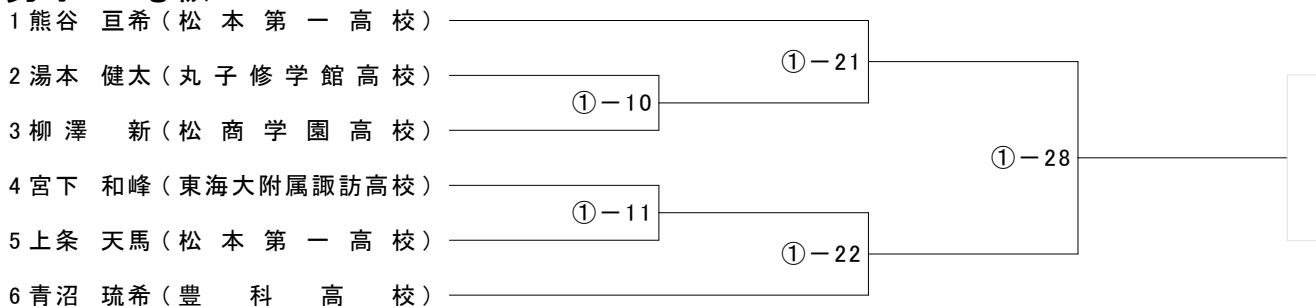 1 熊谷 亘希(松本第一高校)
①－21
2 湯本 健太(丸子修学館高校)
①－10
3 柳澤 新(松商学園高校)
①－28
4 宮下 和峰(東海大附属諏訪高校)
①－11
5 上条 天馬(松本第一高校)
①－22
6 青沼 琉希(豊科高校)